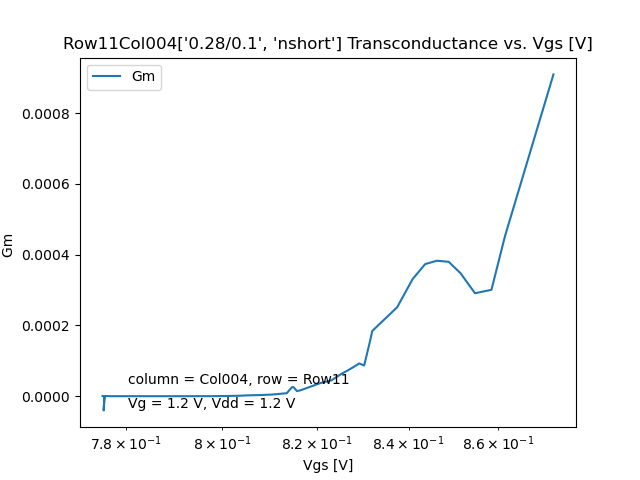 Row11Col004['0.28/0.1', 'nshort'] Transconductance vs. Vgs [V]
Gm
0.0008
0.0006
0.0004
0.0002
0.0000
Gm
column = Col004, row = Row11
Vg = 1.2 V, Vdd = 1.2 V
7.8 × 10⁻¹ 8 × 10⁻¹ 8.2 × 10⁻¹ 8.4 × 10⁻¹ 8.6 × 10⁻¹
Vgs [V]